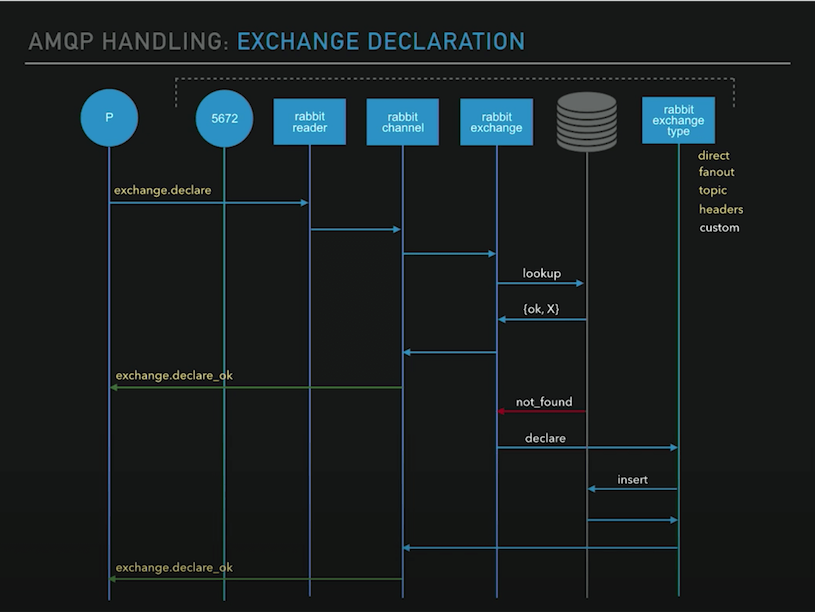 AMQP HANDLING: EXCHANGE DECLARATION
P
5672
rabbit
reader
rabbit
channel
rabbit
exchange
rabbit
exchange
type
direct
fanout
topic
headers
custom
exchange.declare
lookup
{ok, X}
exchange.declare_ok
not_found
declare
insert
exchange.declare_ok